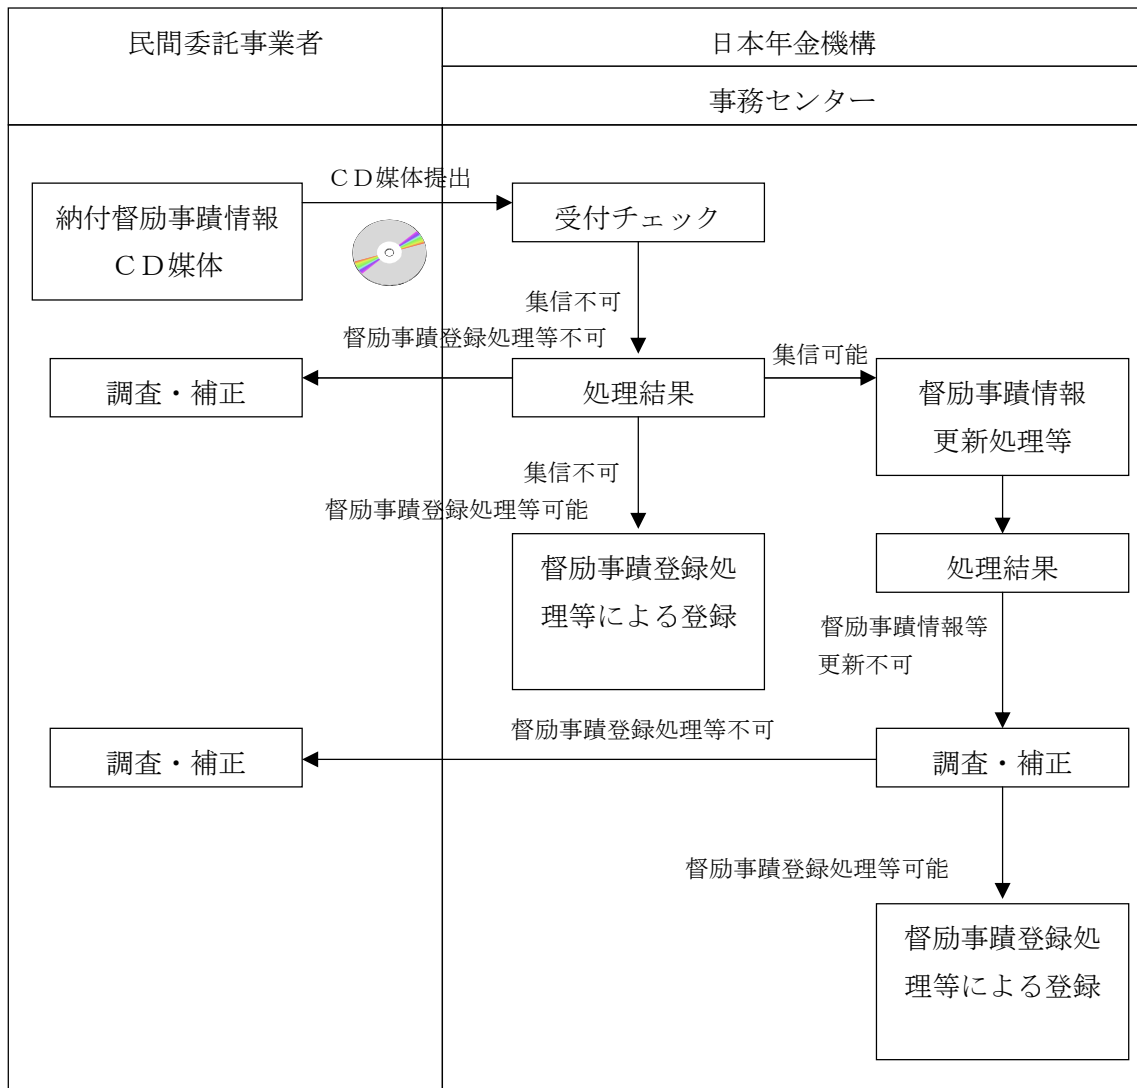 民間委託事業者
日本年金機構
事務センター
ＣＤ媒体提出
納付督励事蹟情報
ＣＤ媒体
受付チェック
集信不可
督励事蹟登録処理等不可
集信可能
調査・補正
処理結果
督励事蹟情報
更新処理等
集信不可
督励事蹟登録処理等可能
督励事蹟登録処
理等による登録
処理結果
督励事蹟情報等
更新不可
督励事蹟登録処理等不可
調査・補正
調査・補正
督励事蹟登録処理等可能
督励事蹟登録処
理等による登録